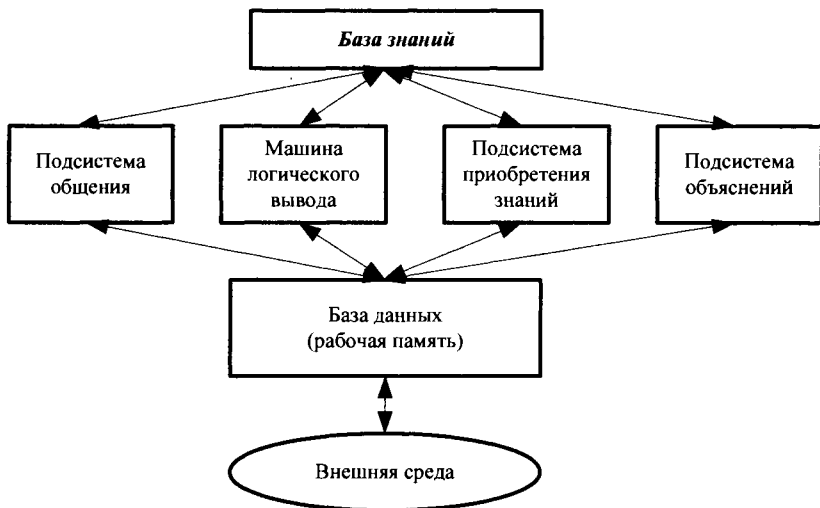 База знаний
Подсистема
общения
Машина
логического
вывода
Подсистема
приобретения
знаний
Подсистема
объяснений
База данных
(рабочая память)
Внешняя среда